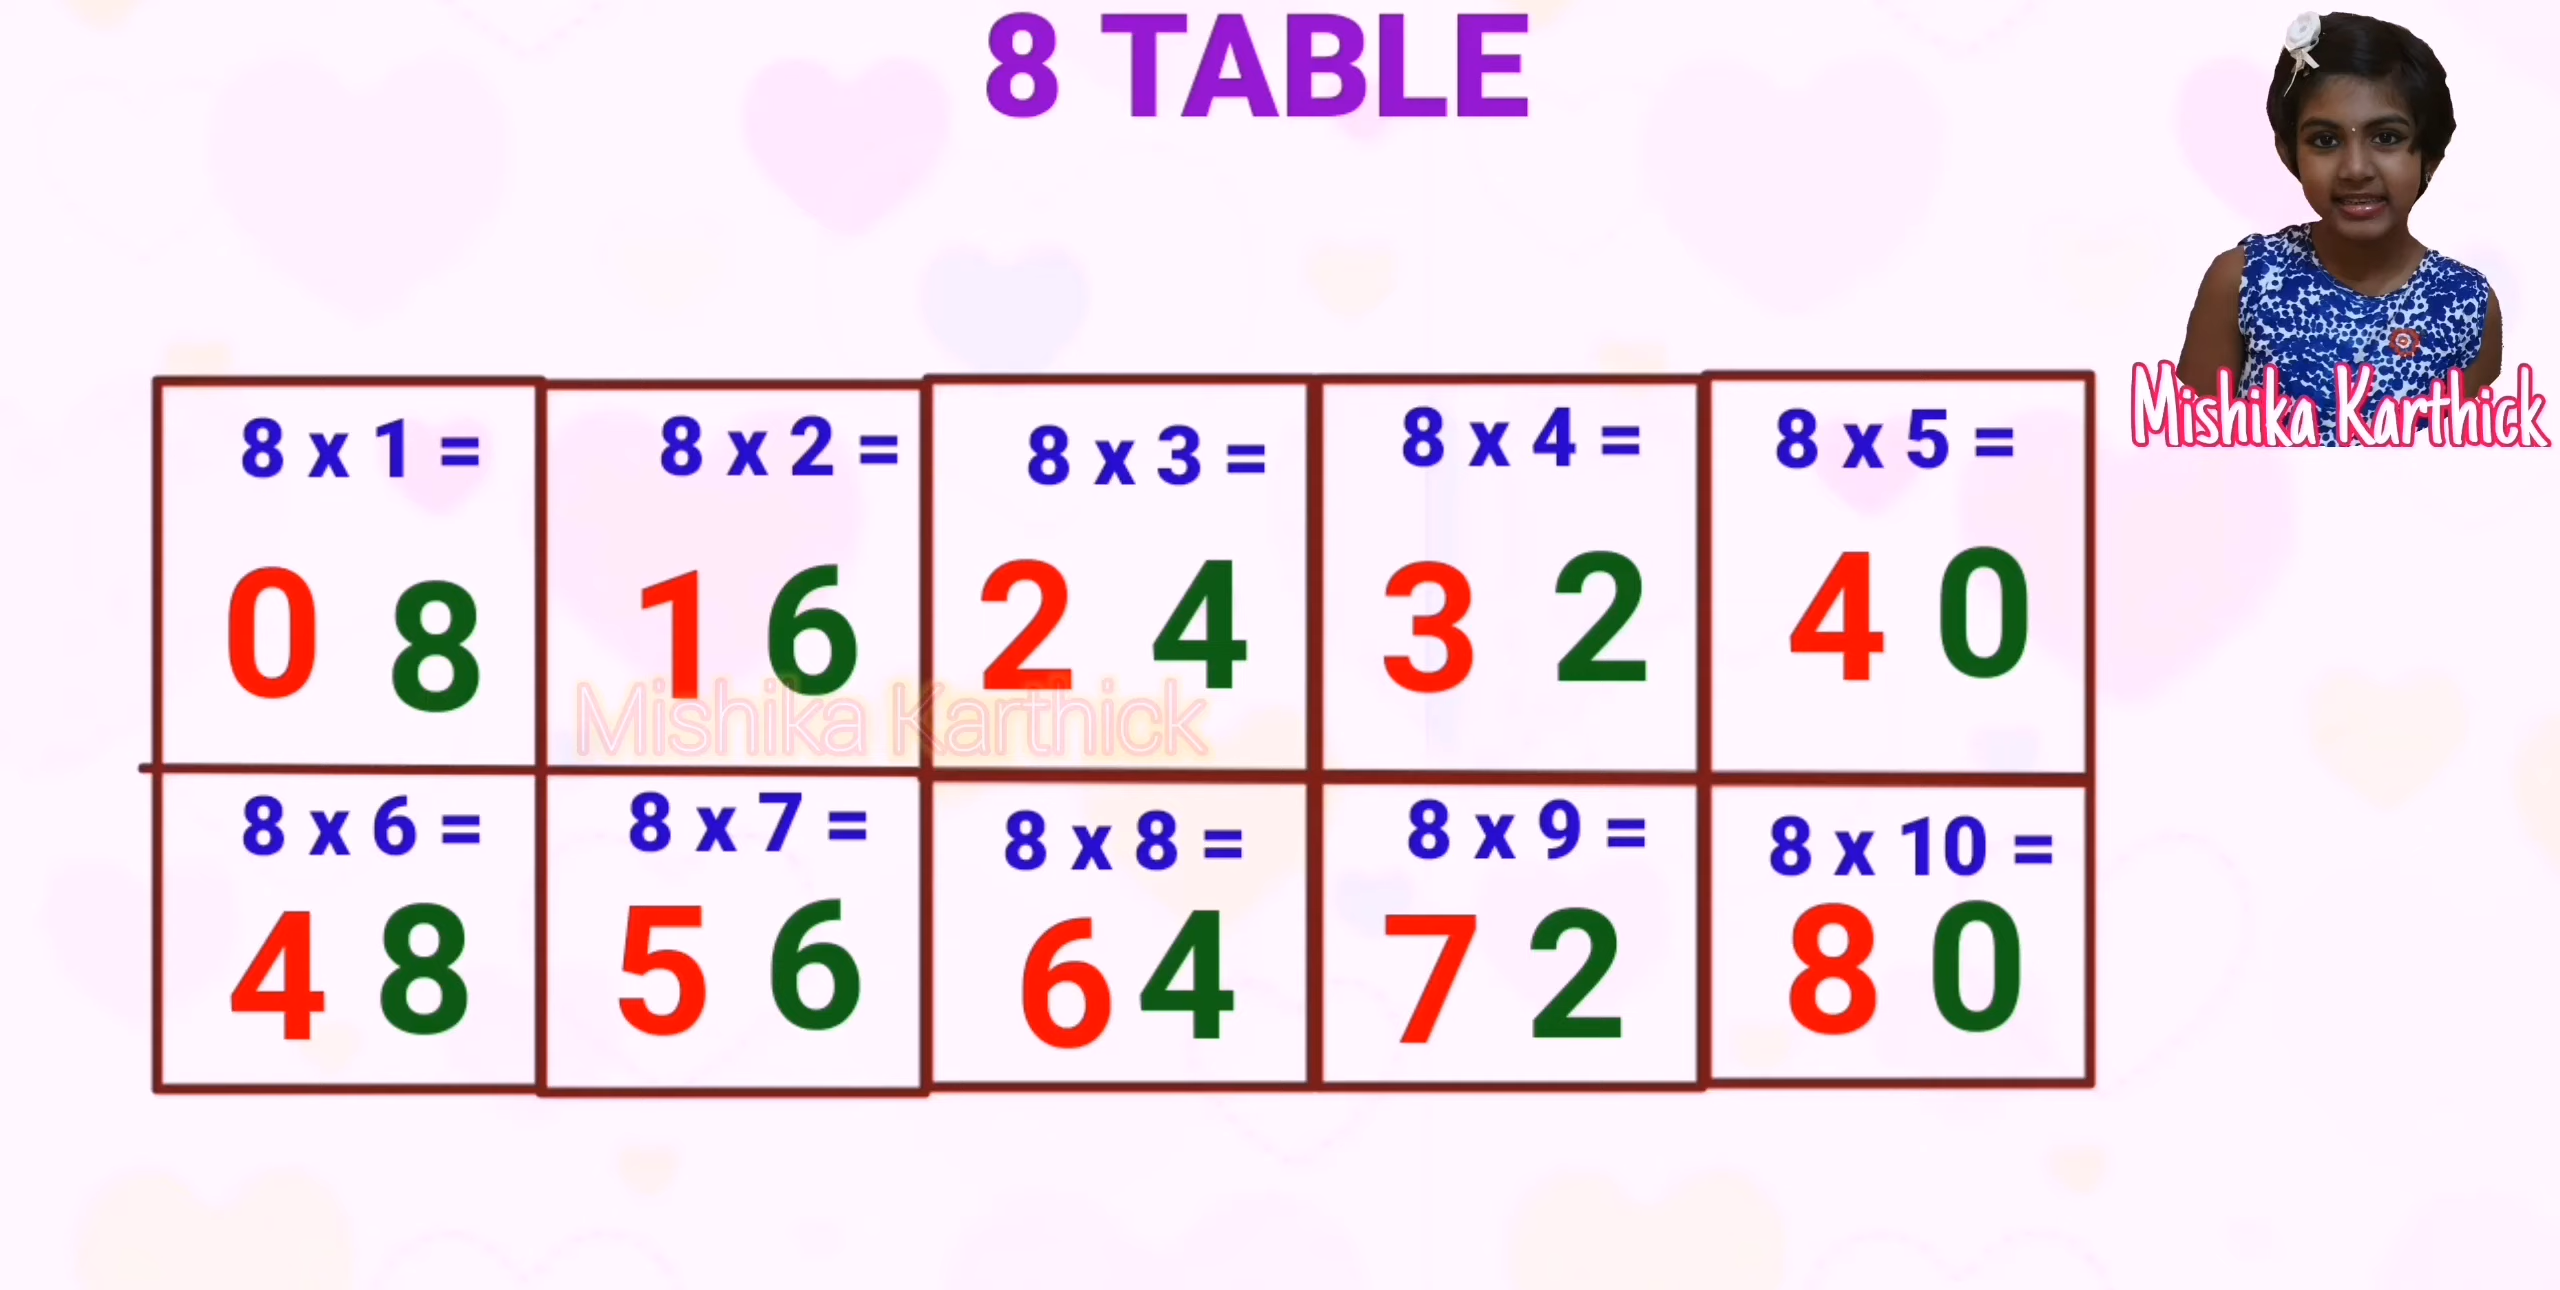 8 TABLE
8 x 1 = 8 x 2 = 8 x 3 = 8 x 4 = 8 x 5 =
0 8 1 6 2 4 3 2 4 0
8 x 6 = 8 x 7 = 8 x 8 = 8 x 9 = 8 x 10 =
4 8 5 6 6 4 7 2 8 0
Mishika Karthick
Mishika Karthick